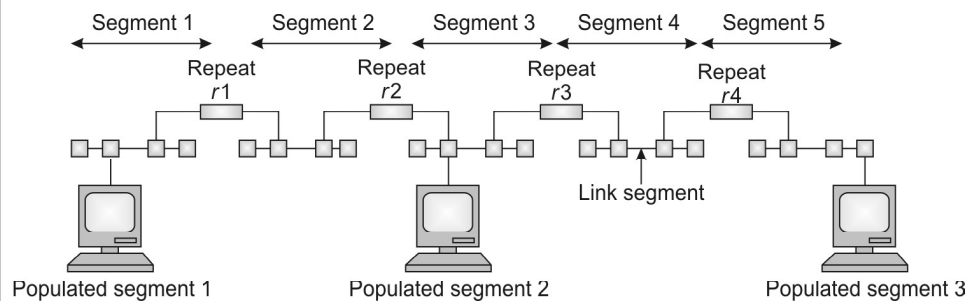 Segment 1
Segment 2
Segment 3
Segment 4
Segment 5
Repeat
r1
Repeat
r2
Repeat
r3
Repeat
r4
Link segment
Populated segment 1
Populated segment 2
Populated segment 3